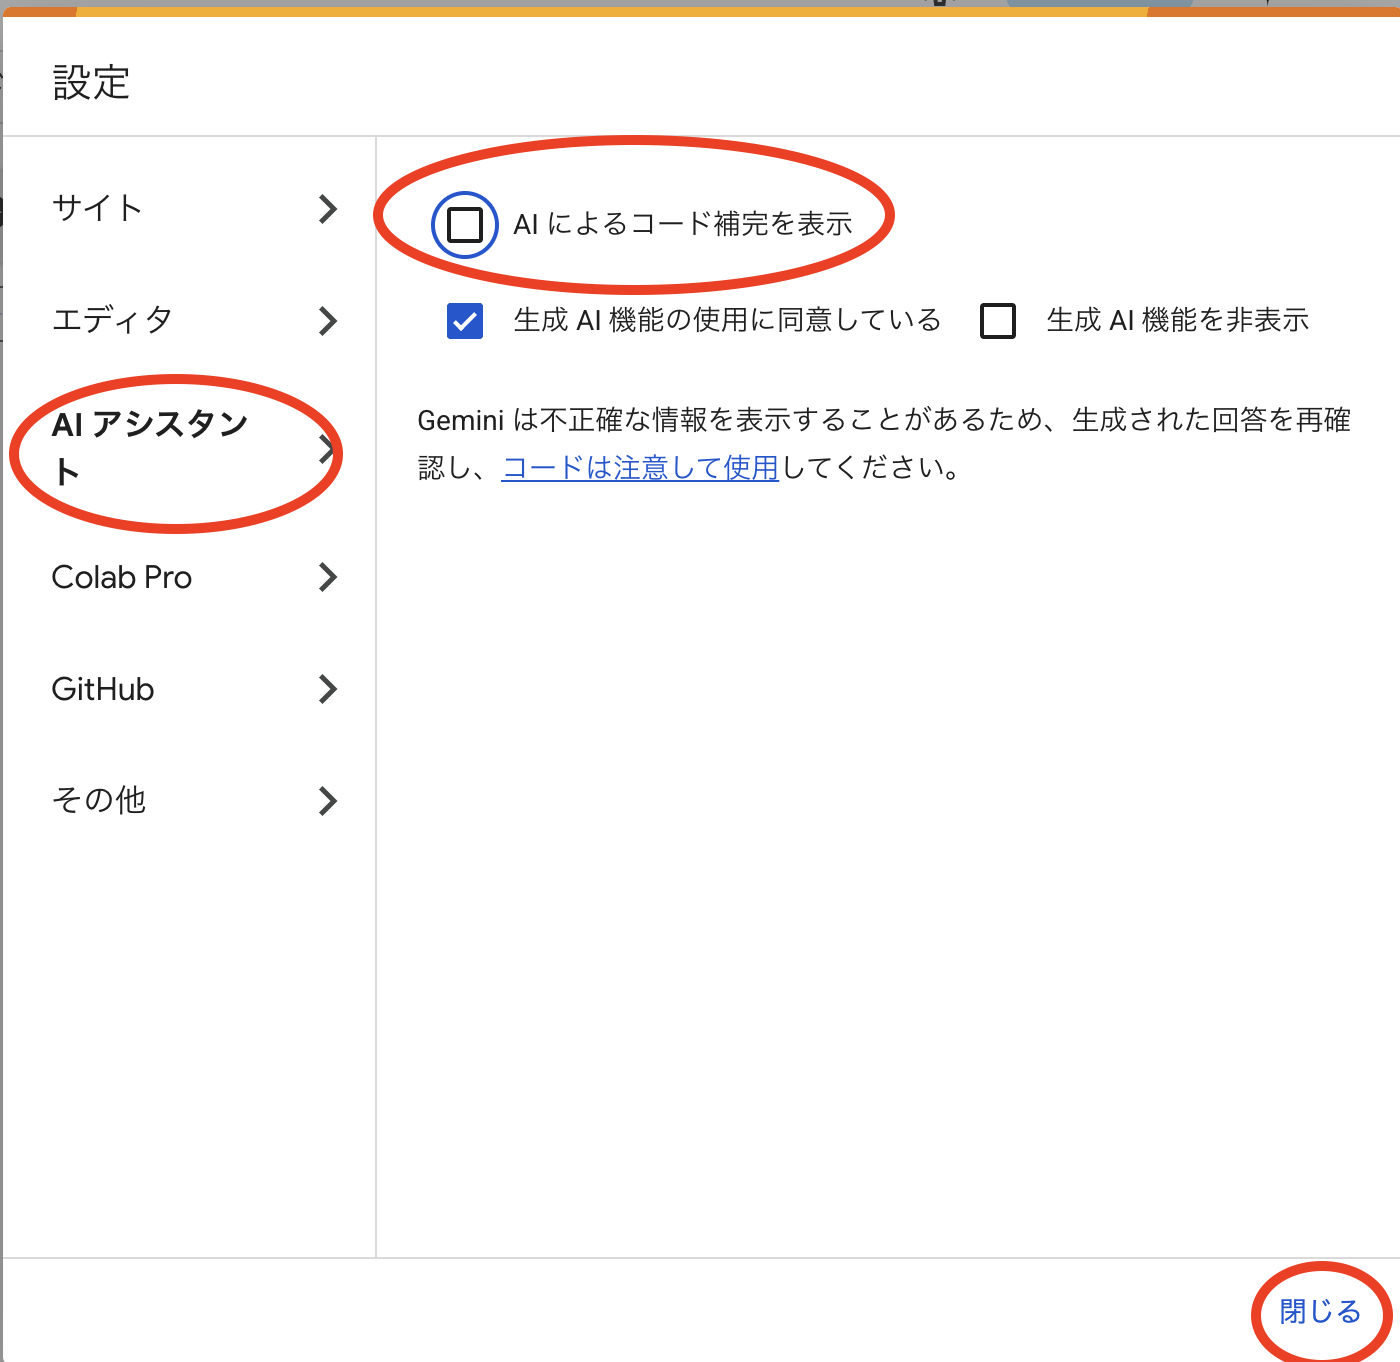 設定
サイト
エディタ
AI アシスタン
ト
Colab Pro
GitHub
その他
AI によるコード補完を表示
生成 AI 機能の使用に同意している 生成 AI 機能を非表示
Gemini は不正確な情報を表示することがあるため、生成された回答を再確
認し、コードは注意して使用してください。
閉じる